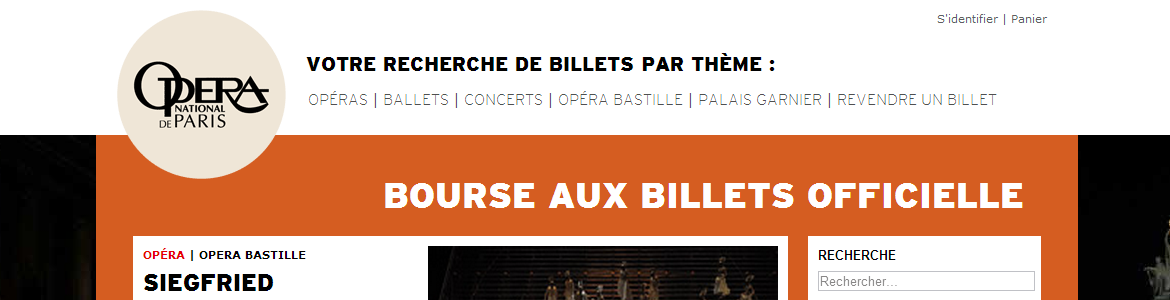 S'identifier | Panier
OPERA
NATIONAL
DE PARIS
VOTRE RECHERCHE DE BILLETS PAR THÈME :
OPÉRAS | BALLETS | CONCERTS | OPÉRA BASTILLE | PALAIS GARNIER | REVENDRE UN BILLET
BOURSE AUX BILLETS OFFICIELLE
OPÉRA | OPERA BASTILLE
SIEGFRIED
RECHERCHE
Rechercher...